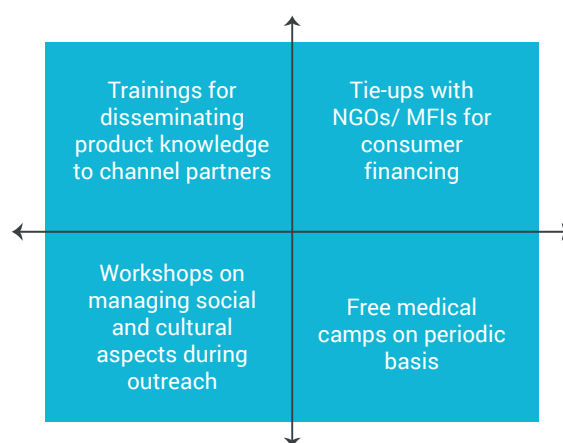 Trainings for
disseminating
product knowledge
to channel partners
Tie-ups with
NGOs/ MFIs for
consumer
financing
Workshops on
managing social
and cultural
aspects during
outreach
Free medical
camps on periodic
basis